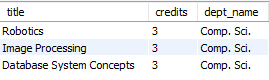 title credits dept_name
Robotics 3 Comp. Sci.
Image Processing 3 Comp. Sci.
Database System Concepts 3 Comp. Sci.